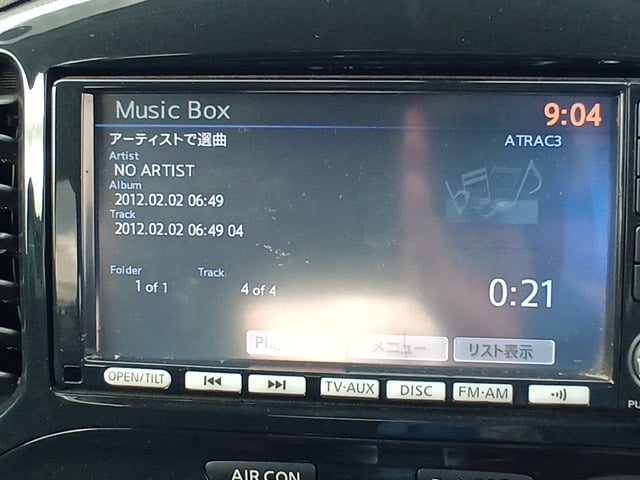 Music Box
9:04
アーティストで選曲
ATRAC3
Artist
NO ARTIST
Album
2012.02.02 06:49
Track
2012.02.02 06:49 04
Folder Track
1 of 1 4 of 4
0:21
メニュー リスト表示
OPEN/TILT TV·AUX DISC FM·AM
AIR CON